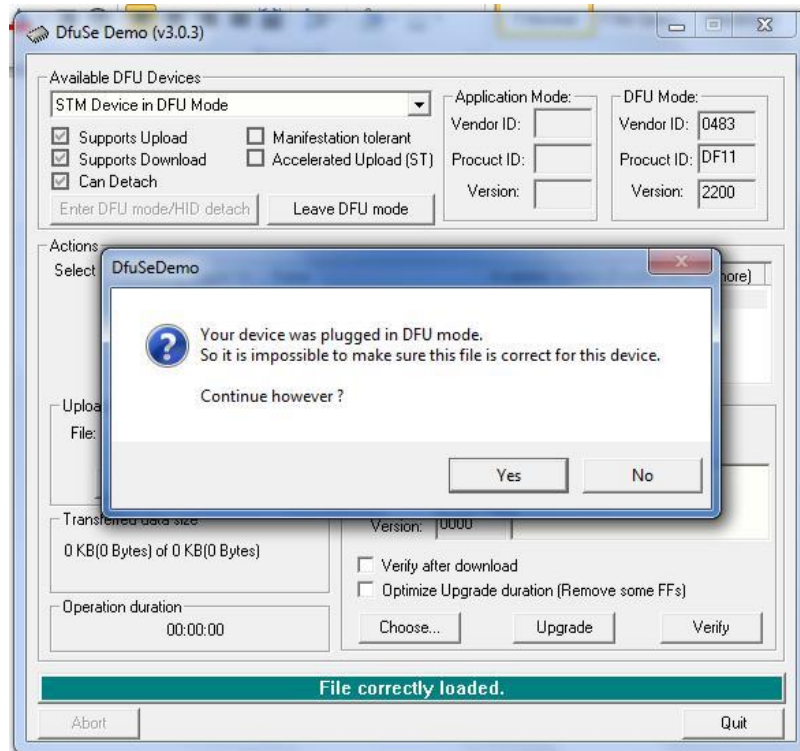 DfuSe Demo (v3.0.3)
Available DFU Devices
STM Device in DFU Mode
Supports Upload
Manifestation tolerant
Supports Download
Accelerated Upload (ST)
Can Detach
Enter DFU mode/HID detach
Leave DFU mode
Application Mode:
Vendor ID:
Procuct ID:
Version:
DFU Mode:
Vendor ID: 0483
Procuct ID: DF11
Version: 2200
Actions
Select
DfuSeDemo
Your device was plugged in DFU mode.
So it is impossible to make sure this file is correct for this device.
Continue however ?
Yes
No
File:
Transferred data size
0 KB(0 Bytes) of 0 KB(0 Bytes)
Operation duration
00:00:00
Version: 0000
Verify after download
Optimize Upgrade duration (Remove some FFs)
Choose...
Upgrade
Verify
File correctly loaded.
Abort
Quit